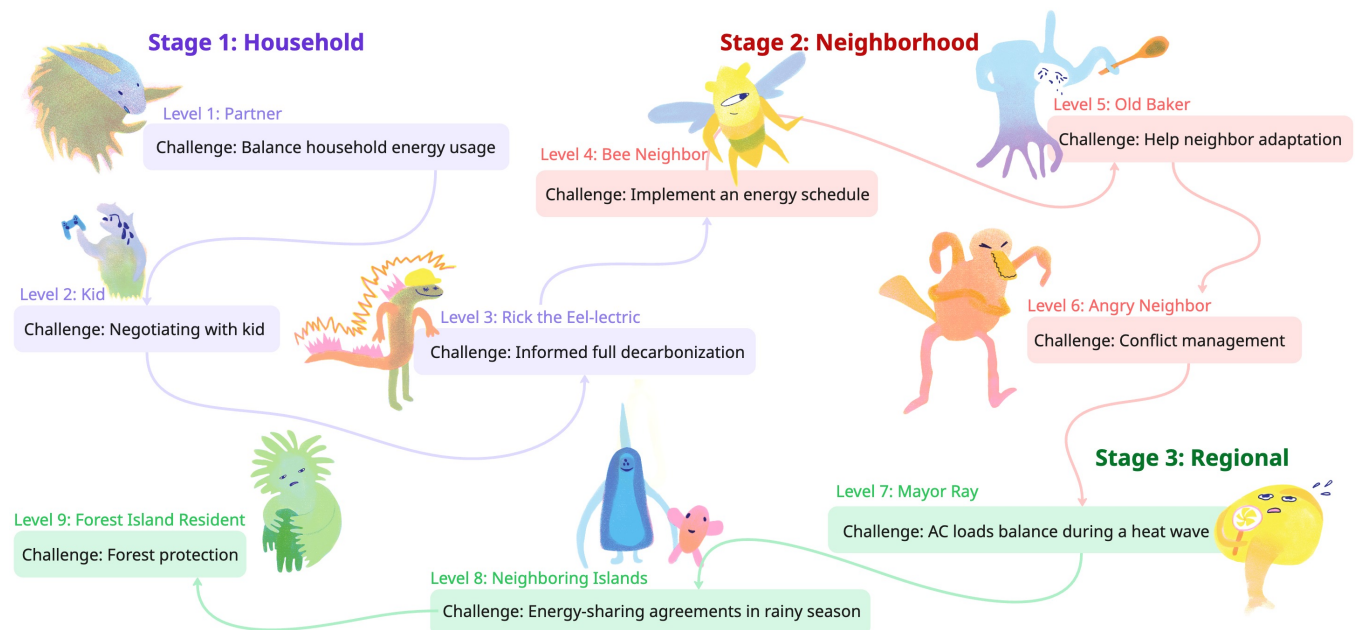 Stage 1: Household
Level 1: Partner
Challenge: Balance household energy usage
Level 2: Kid
Challenge: Negotiating with kid
Level 3: Rick the Eel-lectric
Challenge: Informed full decarbonization
Stage 2: Neighborhood
Level 4: Bee Neighbor
Challenge: Implement an energy schedule
Level 5: Old Baker
Challenge: Help neighbor adaptation
Level 6: Angry Neighbor
Challenge: Conflict management
Stage 3: Regional
Level 7: Mayor Ray
Challenge: AC loads balance during a heat wave
Level 8: Neighboring Islands
Challenge: Energy-sharing agreements in rainy season
Level 9: Forest Island Resident
Challenge: Forest protection